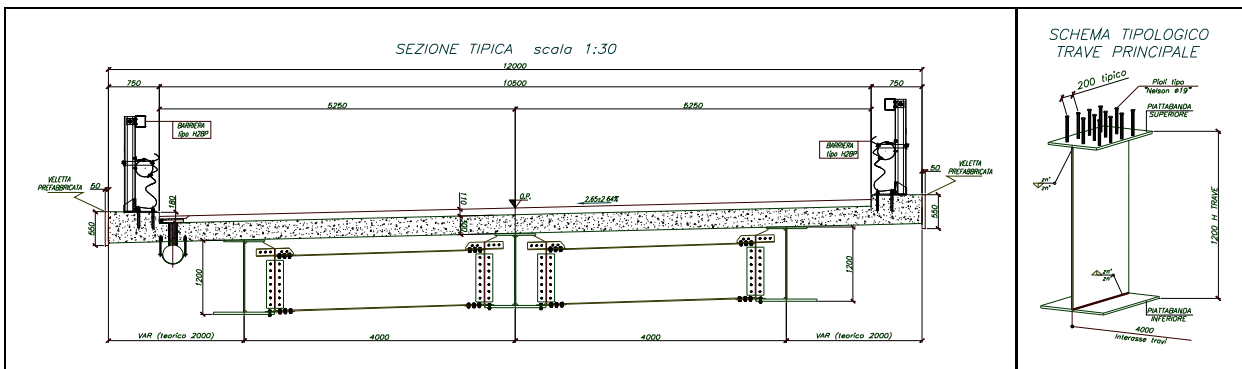 SEZIONE TIPICA scala 1:30
12000
750
10500
750
5250
5250
BARRIERA
tipo H2BP
BARRIERA
tipo H2BP
VELETTA
PREFABBRICATA
50
180
110
Q.P.
2.65÷2.64%
50
VELETTA
PREFABBRICATA
550
1200
1200
VAR (teorico 2000)
4000
4000
VAR (teorico 2000)
SCHEMA TIPOLOGICO
TRAVE PRINCIPALE
200 tipico
Pioli tipo
"Nelson ø19"
PIATTABANDA
SUPERIORE
1200 H TRAVE
PIATTABANDA
INFERIORE
4000
Interasse travi